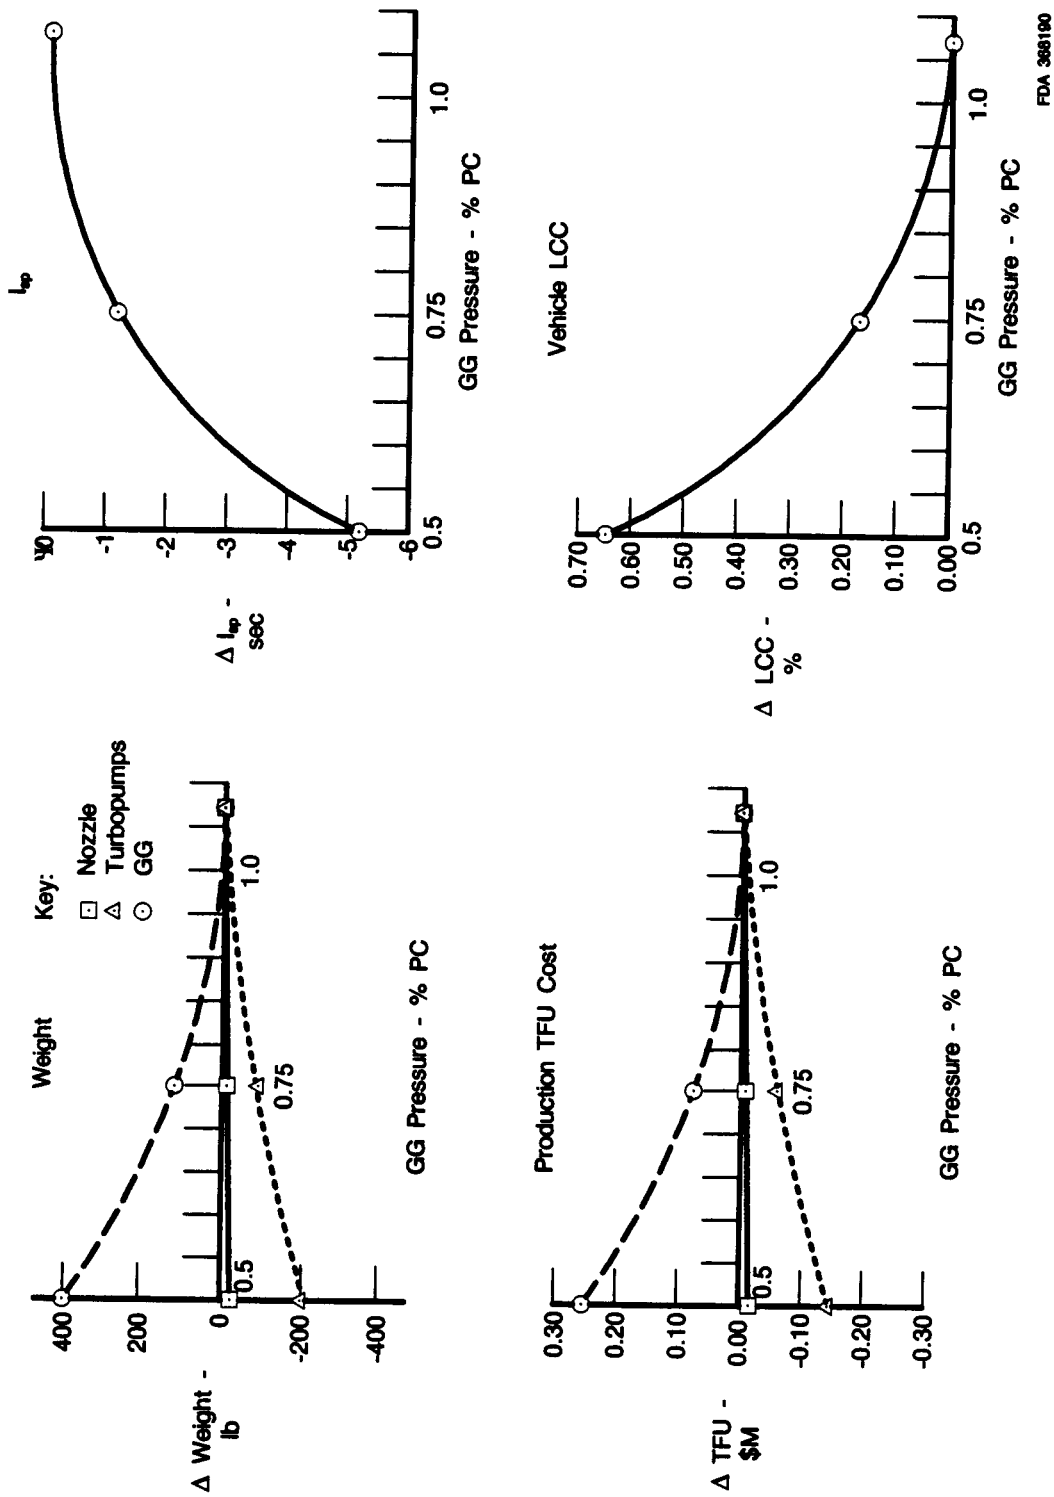 Weight
Key:
Nozzle
Turbopumps
GG
Δ Weight -
lb
400
200
0
-200
-400
0.5
0.75
1.0
GG Pressure - % PC
Isp
Δ Isp -
sec
0
-1
-2
-3
-4
-5
-6
0.5
0.75
1.0
GG Pressure - % PC
Production TFU Cost
Δ TFU -
$M
0.30
0.20
0.10
0.00
-0.10
-0.20
-0.30
0.5
0.75
1.0
GG Pressure - % PC
Vehicle LCC
Δ LCC -
%
0.70
0.60
0.50
0.40
0.30
0.20
0.10
0.00
0.5
0.75
1.0
GG Pressure - % PC
FDA 368190